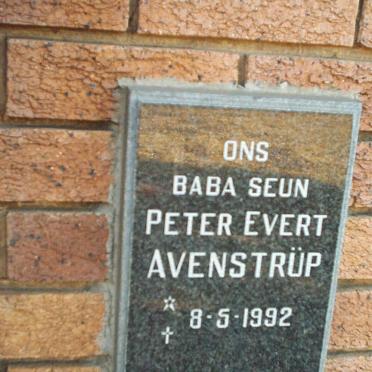 ONS
BABA SEUN
PETER EVERT
AVENSTRÜP
☆ 8-5-1992
✝